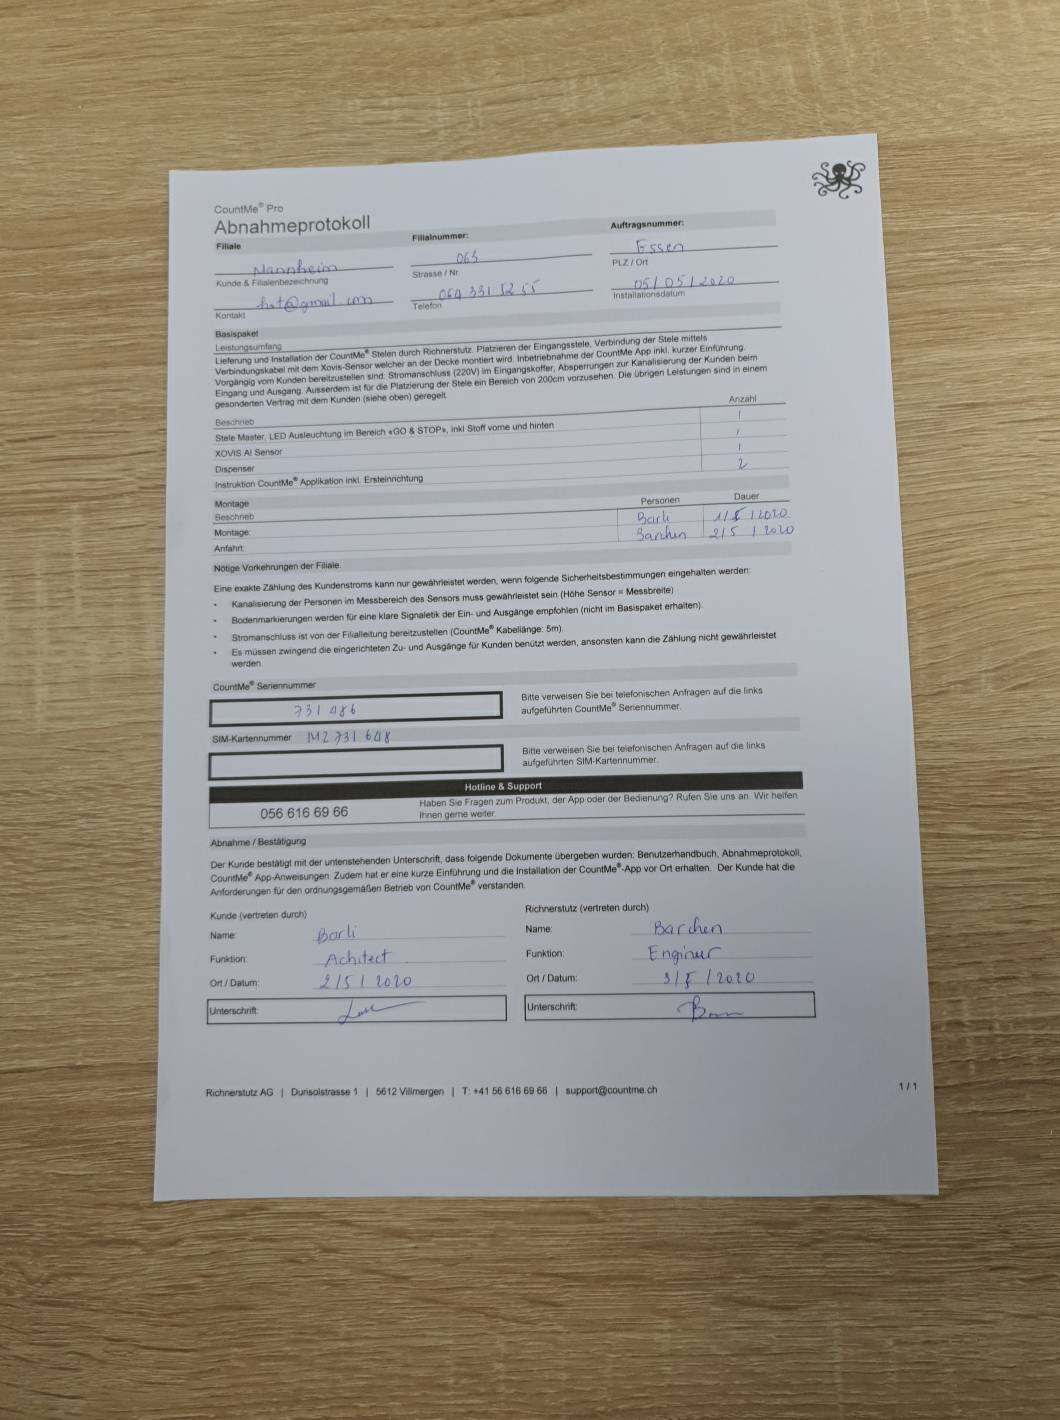 CountMe® Pro
Abnahmeprotokoll
Filiale
Filialnummer:
Auftragsnummer:
Mannheim
065
Essen
Kunde & Filialenbezeichnung
Strasse / Nr.
PLZ / Ort
hat@gmail com
069 331 5255
05/05/2020
Kontakt
Telefon
Installationsdatum
Basispaket
Leistungsumfang
Lieferung und Installation der CountMe® Stelen durch Richnerstutz. Platzieren der Eingangsstele, Verbindung der Stele mittels
Verbindungskabel mit dem Xovis-Sensor welcher an der Decke montiert wird. Inbetriebnahme der CountMe App inkl. kurzer Einführung.
Vorgängig vom Kunden bereitzustellen sind: Stromanschluss (220V) im Eingangskoffer, Absperrungen zur Kanalisierung der Kunden beim
Eingang und Ausgang. Ausserdem ist für die Platzierung der Stele ein Bereich von 200cm vorzusehen. Die übrigen Leistungen sind in einem
gesonderten Vertrag mit dem Kunden (siehe oben) geregelt.
Beschrieb Anzahl
Stele Master, LED Ausleuchtung im Bereich «GO & STOP», inkl Stoff vorne und hinten 1
XOVIS AI Sensor 1
Dispenser 1
Instruktion CountMe® Applikation inkl. Ersteinrichtung 2
Montage
Beschrieb Personen Dauer
Montage: Barli 1/5/2020
Anfahrt: Barchen 2/5/2020
Nötige Vorkehrungen der Filiale.
Eine exakte Zählung des Kundenstroms kann nur gewährleistet werden, wenn folgende Sicherheitsbestimmungen eingehalten werden:
• Kanalisierung der Personen im Messbereich des Sensors muss gewährleistet sein (Höhe Sensor = Messbreite)
• Bodenmarkierungen werden für eine klare Signaletik der Ein- und Ausgänge empfohlen (nicht im Basispaket erhalten).
• Stromanschluss ist von der Filialleitung bereitzustellen (CountMe® Kabellänge: 5m).
• Es müssen zwingend die eingerichteten Zu- und Ausgänge für Kunden benützt werden, ansonsten kann die Zählung nicht gewährleistet
werden.
CountMe® Seriennummer
731 486
Bitte verweisen Sie bei telefonischen Anfragen auf die links
aufgeführten CountMe® Seriennummer.
SIM-Kartennummer M2 731 648
Bitte verweisen Sie bei telefonischen Anfragen auf die links
aufgeführten SIM-Kartennummer.
Hotline & Support
056 616 69 66
Haben Sie Fragen zum Produkt, der App oder der Bedienung? Rufen Sie uns an. Wir helfen
Ihnen gerne weiter.
Abnahme / Bestätigung
Der Kunde bestätigt mit der untenstehenden Unterschrift, dass folgende Dokumente übergeben wurden: Benutzerhandbuch, Abnahmeprotokoll,
CountMe® App-Anweisungen. Zudem hat er eine kurze Einführung und die Installation der CountMe®-App vor Ort erhalten. Der Kunde hat die
Anforderungen für den ordnungsgemäßen Betrieb von CountMe® verstanden.
Kunde (vertreten durch)
Name: Barli
Funktion: Achitect
Ort / Datum: 2/5/2020
Unterschrift:
Richnerstutz (vertreten durch)
Name: Barchen
Funktion: Enginur
Ort / Datum: 3/5/2020
Unterschrift:
Richnerstutz AG | Durisolstrasse 1 | 5612 Villmergen | T: +41 56 616 69 66 | support@countme.ch
1 / 1